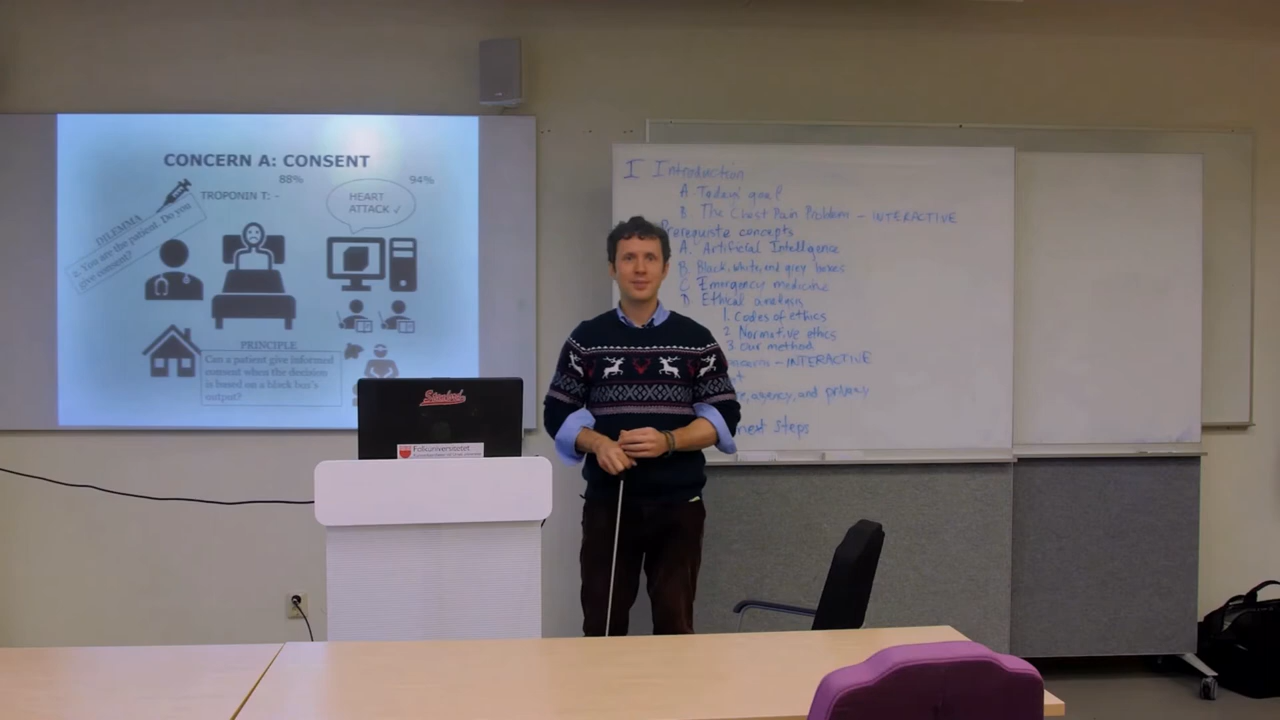 CONCERN A: CONSENT
88%
94%
TROPONIN T: -
HEART
ATTACK ✓
DILEMMA
2. You are the patient. Do you
give consent?
PRINCIPLE
Can a patient give informed
consent when the decision
is based on a black box's
output?
Folkuniversitetet
I Introduction
A. Today's goal
B. The Chest Pain Problem - INTERACTIVE
Prerequisite concepts
A. Artificial Intelligence
B. Black, white, and grey boxes
C Emergency medicine
D Ethical analysis
1. Codes of ethics
2. Normative ethics
3. Our method
- INTERACTIVE
agency, and privacy
next steps